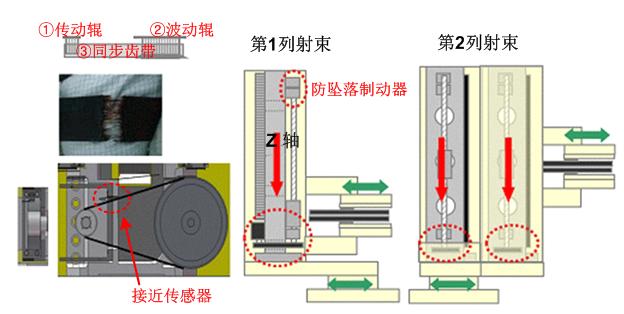 ①传动辊
②波动辊
③同步齿带
第1列射束
第2列射束
防坠落制动器
Z 轴
接近传感器